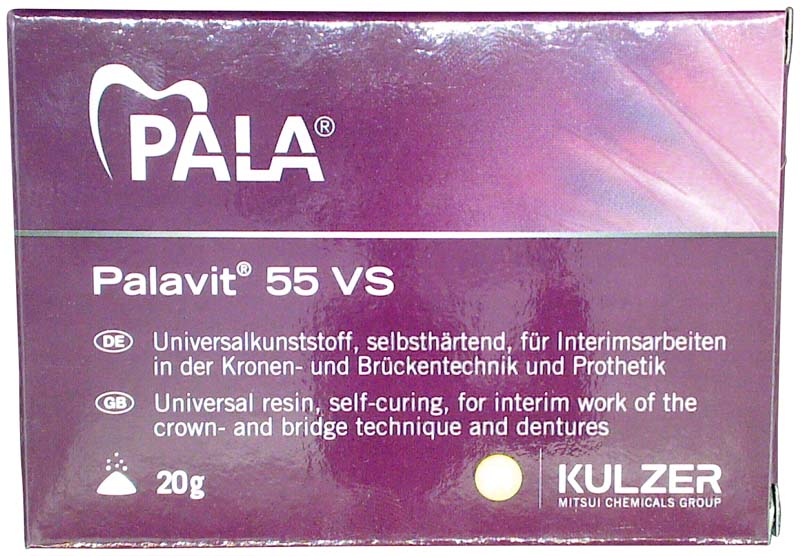 PALA®
Palavit® 55 VS
DE Universalkunststoff, selbsthärtend, für Interimsarbeiten
in der Kronen- und Brückentechnik und Prothetik
GB Universal resin, self-curing, for interim work of the
crown- and bridge technique and dentures
20g
KULZER
MITSUI CHEMICALS GROUP